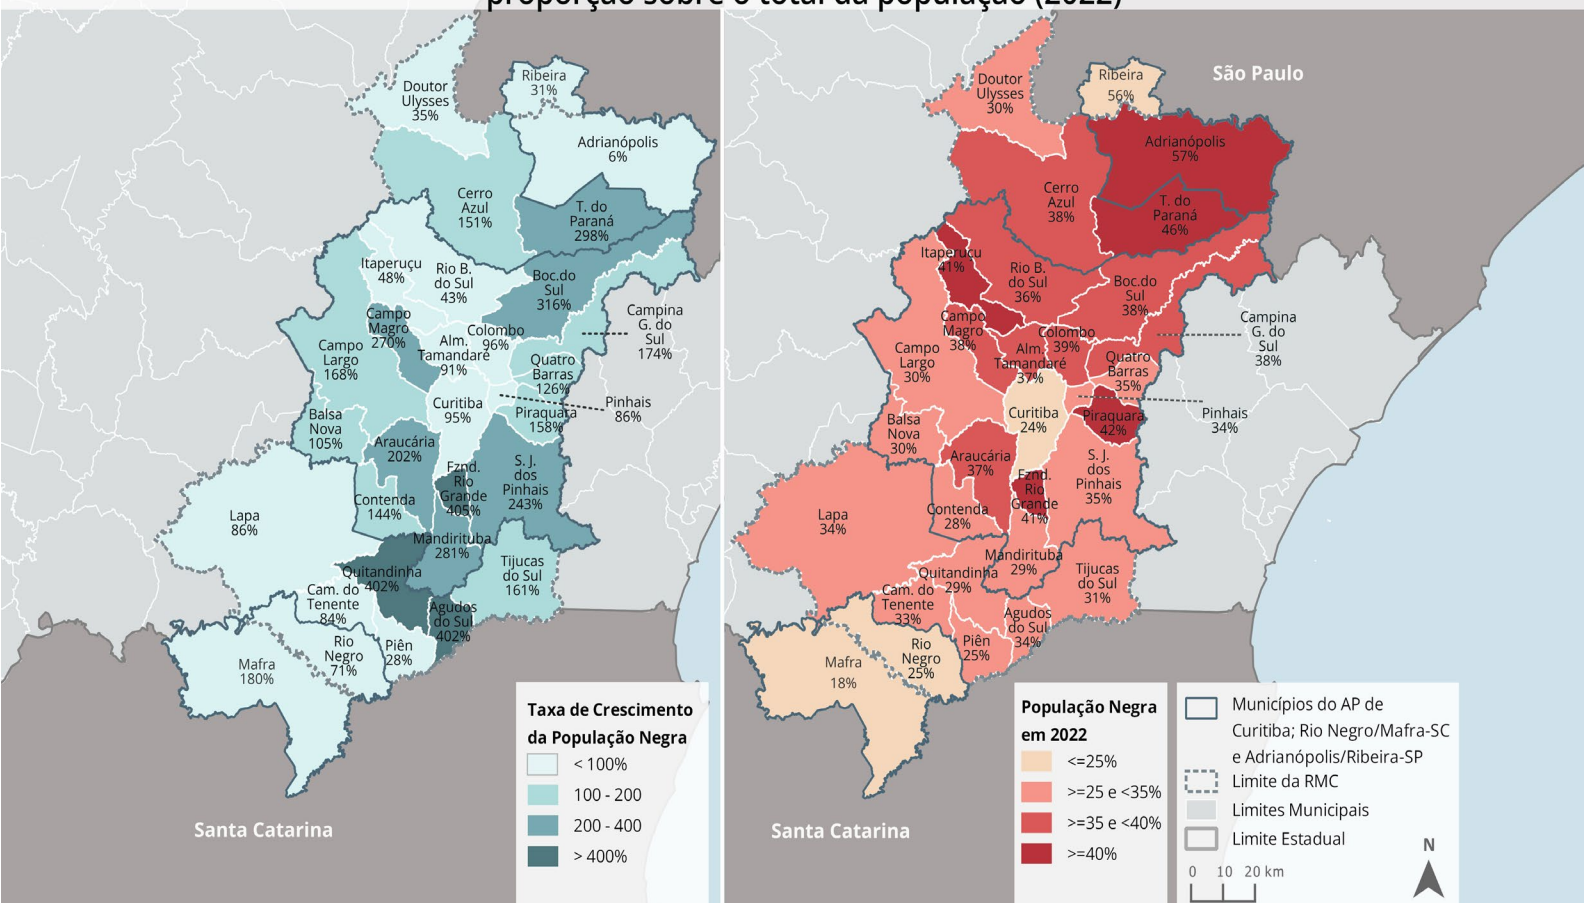 proporção sobre o total da população (2022)
Doutor
Ulysses
35%
Ribeira
31%
Adrianópolis
6%
Cerro
Azul
151%
T. do
Paraná
298%
Itaperuçu
48%
Rio B.
do Sul
43%
Boc.do
Sul
316%
Campo
Magro
270%
Colombo
96%
Campina
G. do
Sul
174%
Campo
Largo
168%
Alm.
Tamandaré
91%
Quatro
Barras
126%
Curitiba
95%
Pinhais
86%
Balsa
Nova
105%
Piraquara
158%
Araucária
202%
Fznd.
Rio
Grande
405%
S. J.
dos
Pinhais
243%
Contenda
144%
Lapa
86%
Mandirituba
281%
Quitandinha
402%
Tijucas
do Sul
161%
Cam. do
Tenente
84%
Agudos
do Sul
402%
Rio
Negro
71%
Piên
28%
Mafra
180%
Santa Catarina
Taxa de Crescimento
da População Negra
< 100%
100 - 200
200 - 400
> 400%
São Paulo
Doutor
Ulysses
30%
Ribeira
56%
Adrianópolis
57%
Cerro
Azul
38%
T. do
Paraná
46%
Itaperuçu
41%
Rio B.
do Sul
36%
Boc.do
Sul
38%
Campo
Magro
38%
Colombo
39%
Campina
G. do
Sul
38%
Campo
Largo
30%
Alm.
Tamandaré
37%
Quatro
Barras
35%
Curitiba
24%
Piraquara
42%
Pinhais
34%
Balsa
Nova
30%
Araucária
37%
Fznd.
Rio
Grande
41%
S. J.
dos
Pinhais
35%
Contenda
28%
Lapa
34%
Mandirituba
29%
Quitandinha
29%
Tijucas
do Sul
31%
Cam. do
Tenente
33%
Agudos
do Sul
34%
Rio
Negro
25%
Piên
25%
Mafra
18%
Santa Catarina
População Negra
em 2022
<=25%
>=25 e <35%
>=35 e <40%
>=40%
Municípios do AP de
Curitiba; Rio Negro/Mafra-SC
e Adrianópolis/Ribeira-SP
Limite da RMC
Limites Municipais
Limite Estadual
N
0 10 20 km